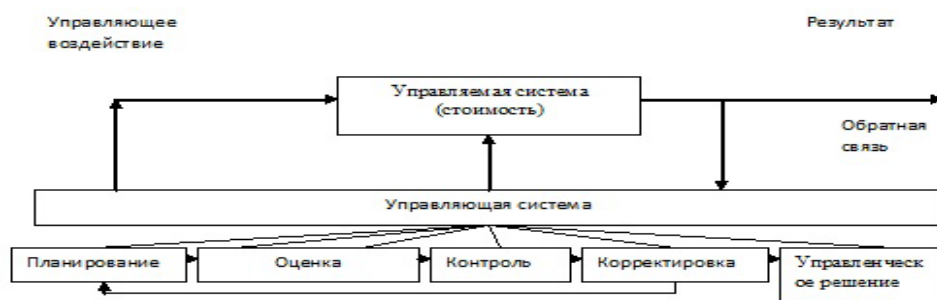 Управляющее
воздействие
Результат
Управляемая система
(стоимость)
Обратная
связь
Управляющая система
Планирование
Оценка
Контроль
Корректировка
Управленческ
ое решение